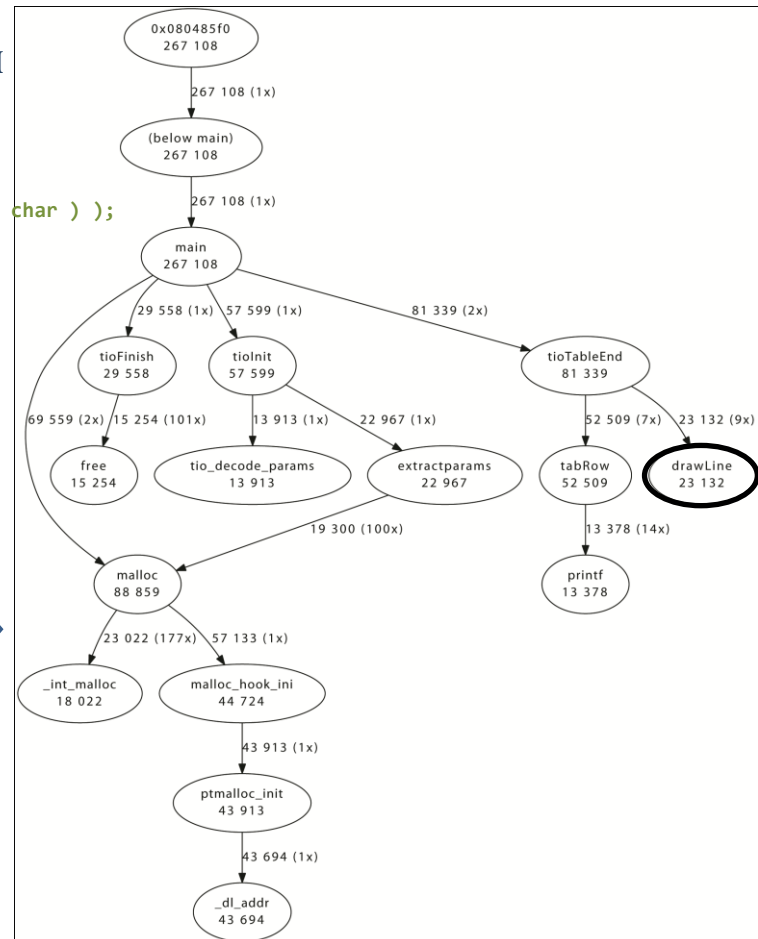 0x080485f0
267 108
267 108 (1x)
(below main)
267 108
267 108 (1x)
char ) );
main
267 108
29 558 (1x)
57 599 (1x)
81 339 (2x)
tioFinish
29 558
tioInit
57 599
tioTableEnd
81 339
69 559 (2x)
15 254 (101x)
13 913 (1x)
22 967 (1x)
52 509 (7x)
23 132 (9x)
free
15 254
tio_decode_params
13 913
extractparams
22 967
tabRow
52 509
drawLine
23 132
19 300 (100x)
13 378 (14x)
malloc
88 859
printf
13 378
23 022 (177x)
57 133 (1x)
_int_malloc
18 022
malloc_hook_ini
44 724
43 913 (1x)
ptmalloc_init
43 913
43 694 (1x)
_dl_addr
43 694